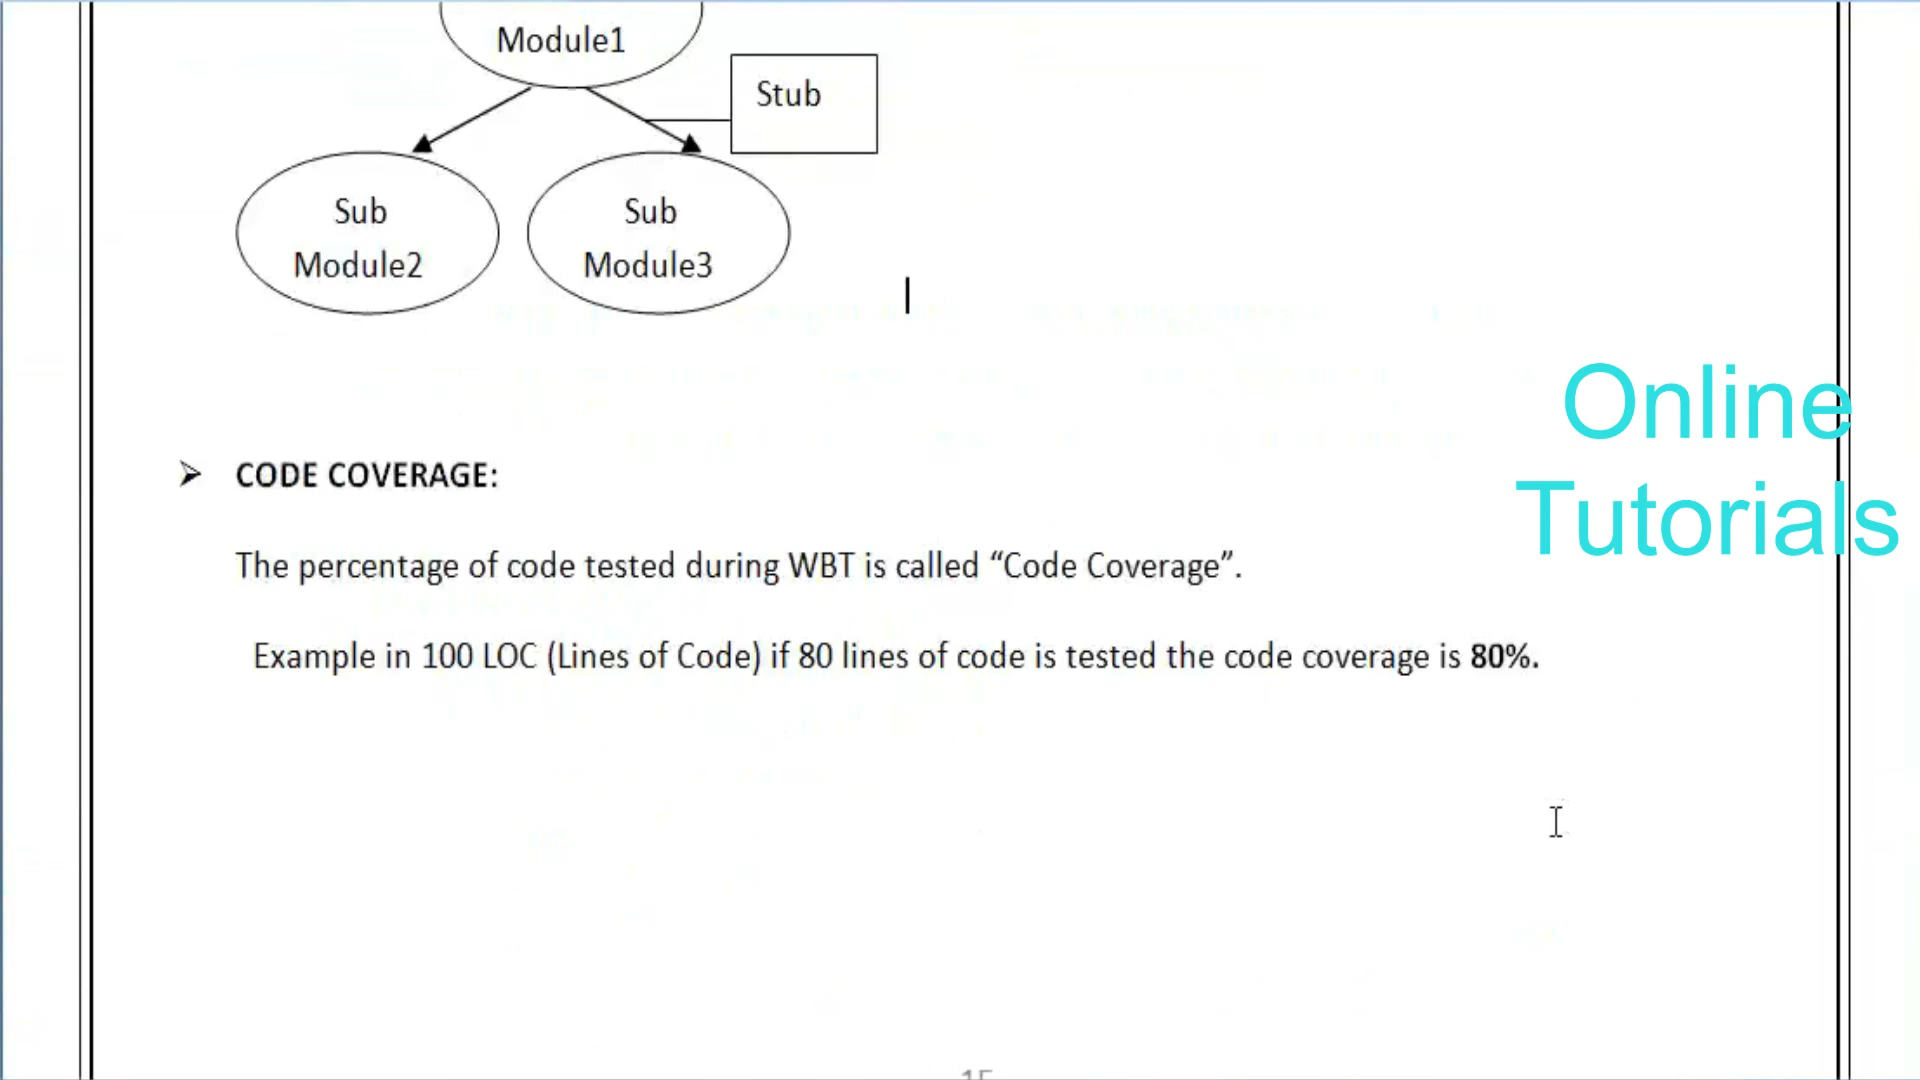 Module1
Stub
Sub
Module2
Sub
Module3
Online
Tutorials
➢ CODE COVERAGE:
The percentage of code tested during WBT is called “Code Coverage”.
Example in 100 LOC (Lines of Code) if 80 lines of code is tested the code coverage is 80%.